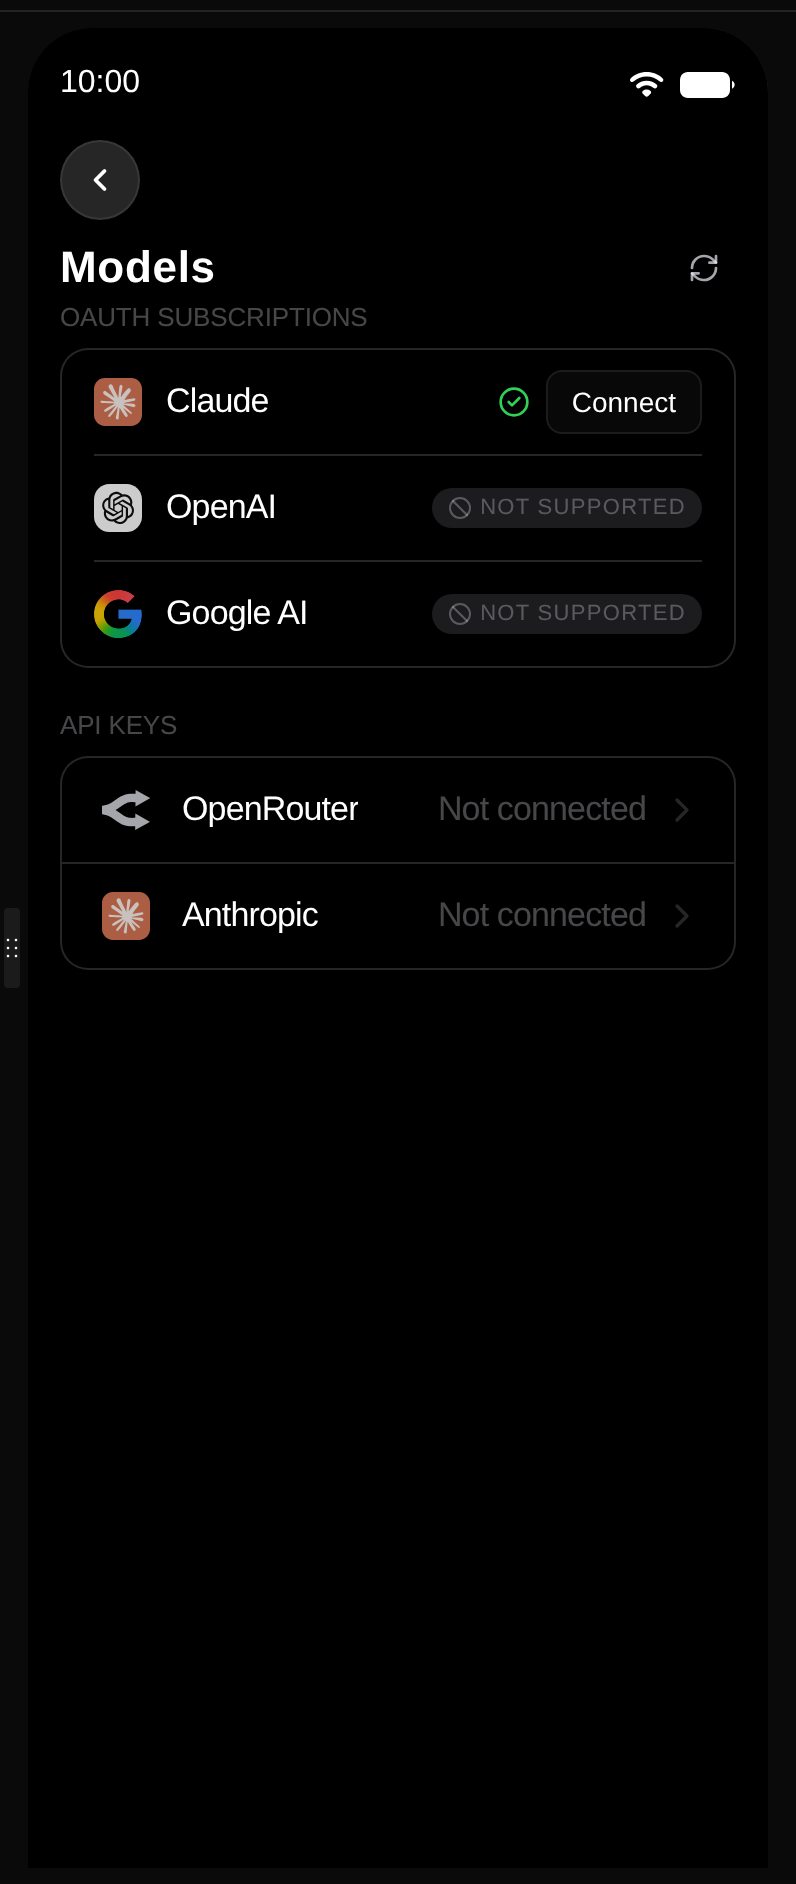 10:00
Models
OAUTH SUBSCRIPTIONS
Claude Connect
OpenAI NOT SUPPORTED
Google AI NOT SUPPORTED
API KEYS
OpenRouter Not connected
Anthropic Not connected